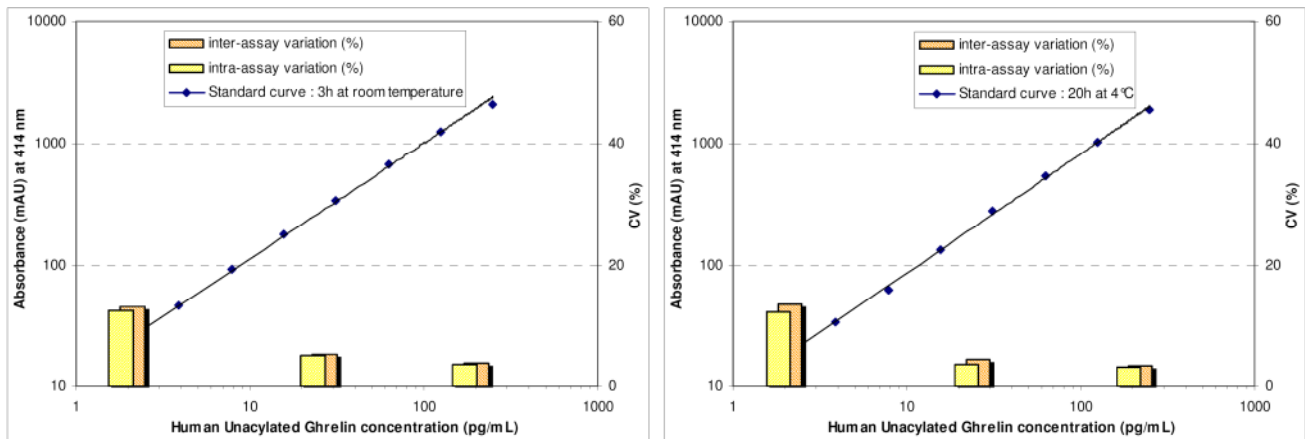 10000
1000
100
10
Absorbance (mAU) at 414 nm
inter-assay variation (%)
intra-assay variation (%)
Standard curve : 3h at room temperature
60
40
20
0
CV (%)
1 10 100 1000
Human Unacylated Ghrelin concentration (pg/mL)
10000
1000
100
10
Absorbance (mAU) at 414 nm
inter-assay variation (%)
intra-assay variation (%)
Standard curve : 20h at 4°C
60
40
20
0
CV (%)
1 10 100 1000
Human Unacylated Ghrelin concentration (pg/mL)